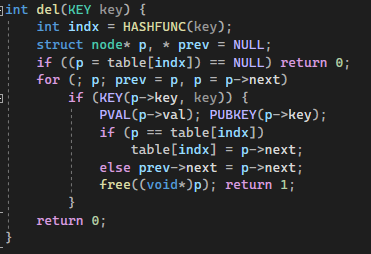 int del(KEY key) {
int indx = HASHFUNC(key);
struct node* p, * prev = NULL;
if ((p = table[indx]) == NULL) return 0;
for (; p; prev = p, p = p->next)
if (KEY(p->key, key)) {
PVAL(p->val); PUBKEY(p->key);
if (p == table[indx])
table[indx] = p->next;
else prev->next = p->next;
free((void*)p); return 1;
}
return 0;
}